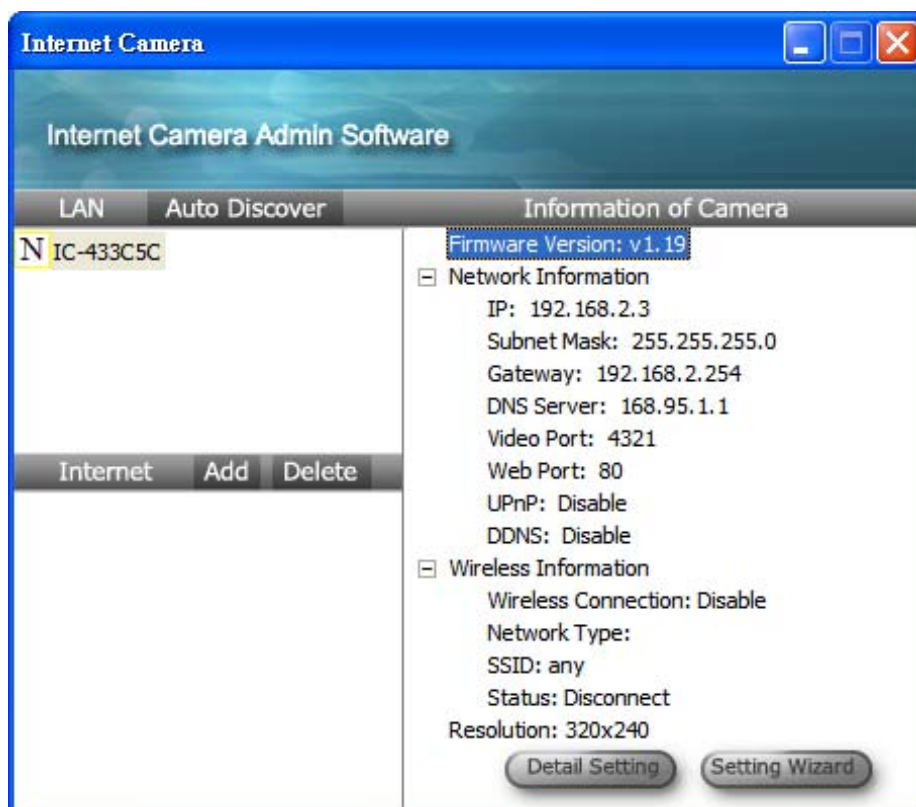 Internet Camera
Internet Camera Admin Software
LAN Auto Discover
N IC-433C5C
Internet Add Delete
Information of Camera
Firmware Version: v1.19
Network Information
IP: 192.168.2.3
Subnet Mask: 255.255.255.0
Gateway: 192.168.2.254
DNS Server: 168.95.1.1
Video Port: 4321
Web Port: 80
UPnP: Disable
DDNS: Disable
Wireless Information
Wireless Connection: Disable
Network Type:
SSID: any
Status: Disconnect
Resolution: 320x240
Detail Setting Setting Wizard